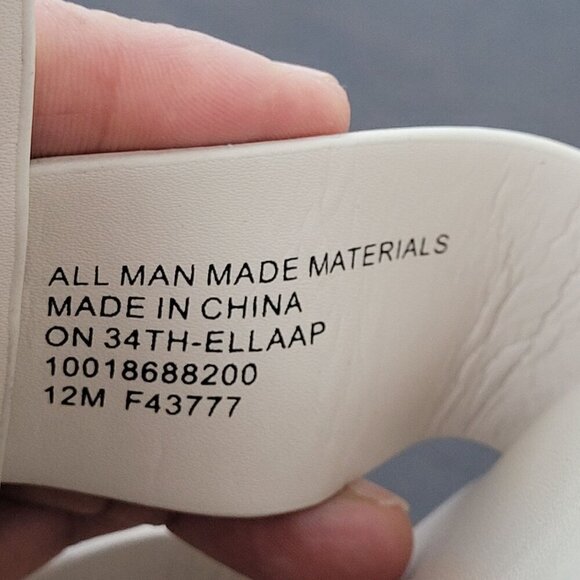 ALL MAN MADE MATERIALS
MADE IN CHINA
ON 34TH-ELLAAP
10018688200
12M F43777